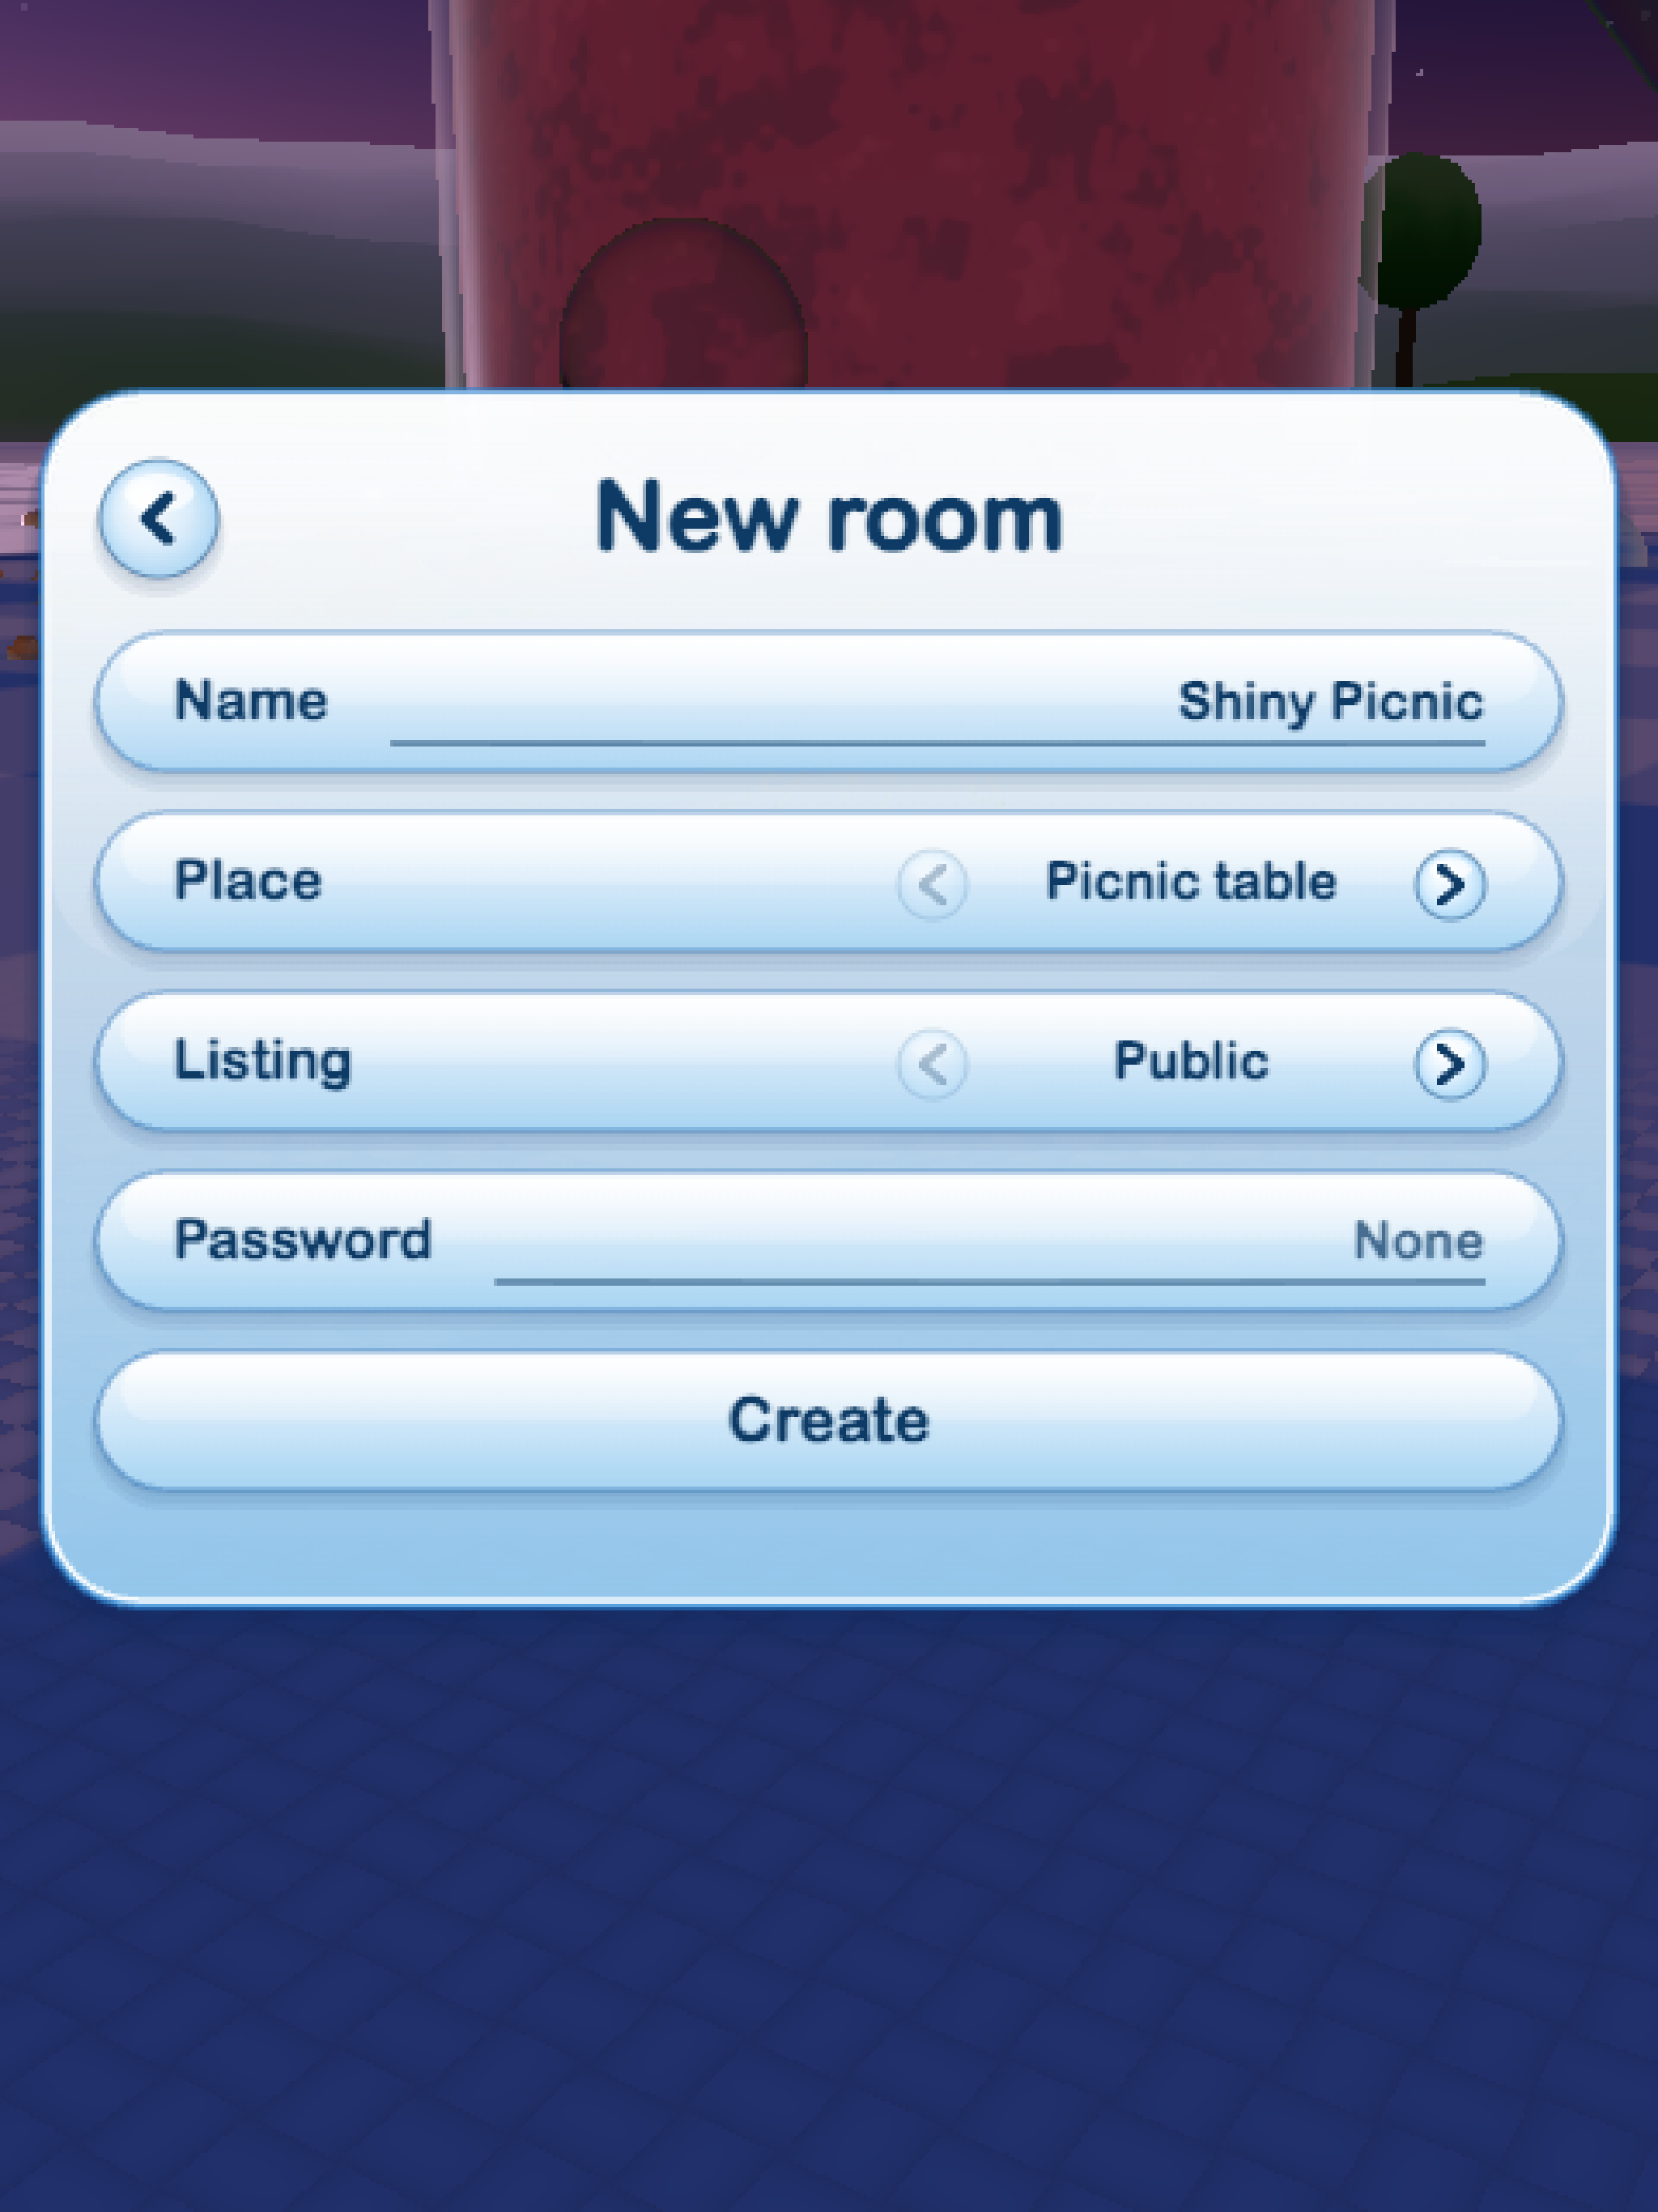 New room
Name Shiny Picnic
Place Picnic table
Listing Public
Password None
Create